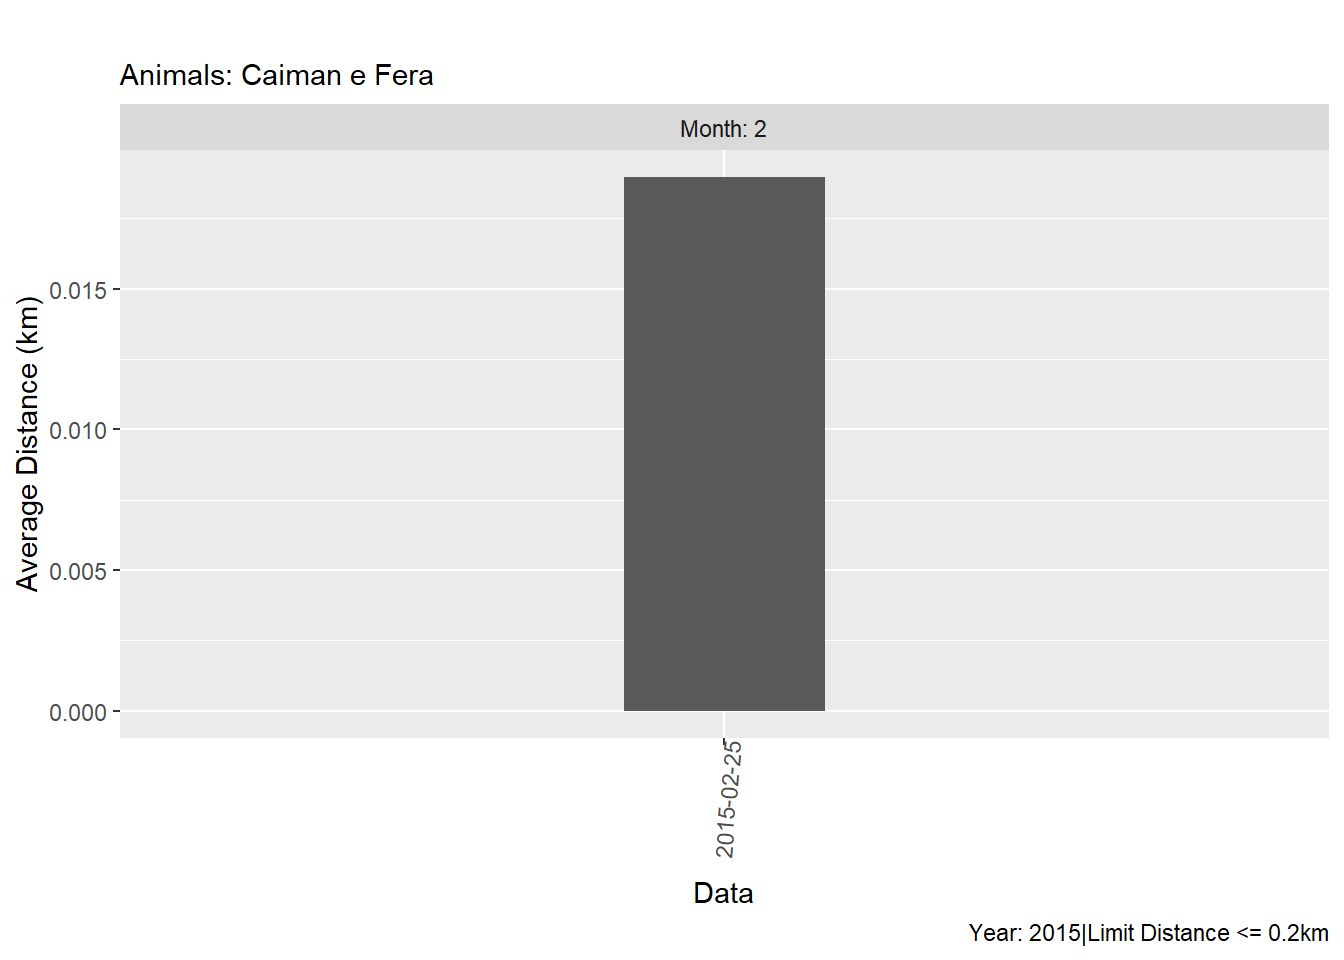 Animals: Caiman e Fera
Month: 2
Average Distance (km)
0.015
0.010
0.005
0.000
2015-02-25
Data
Year: 2015|Limit Distance <= 0.2km